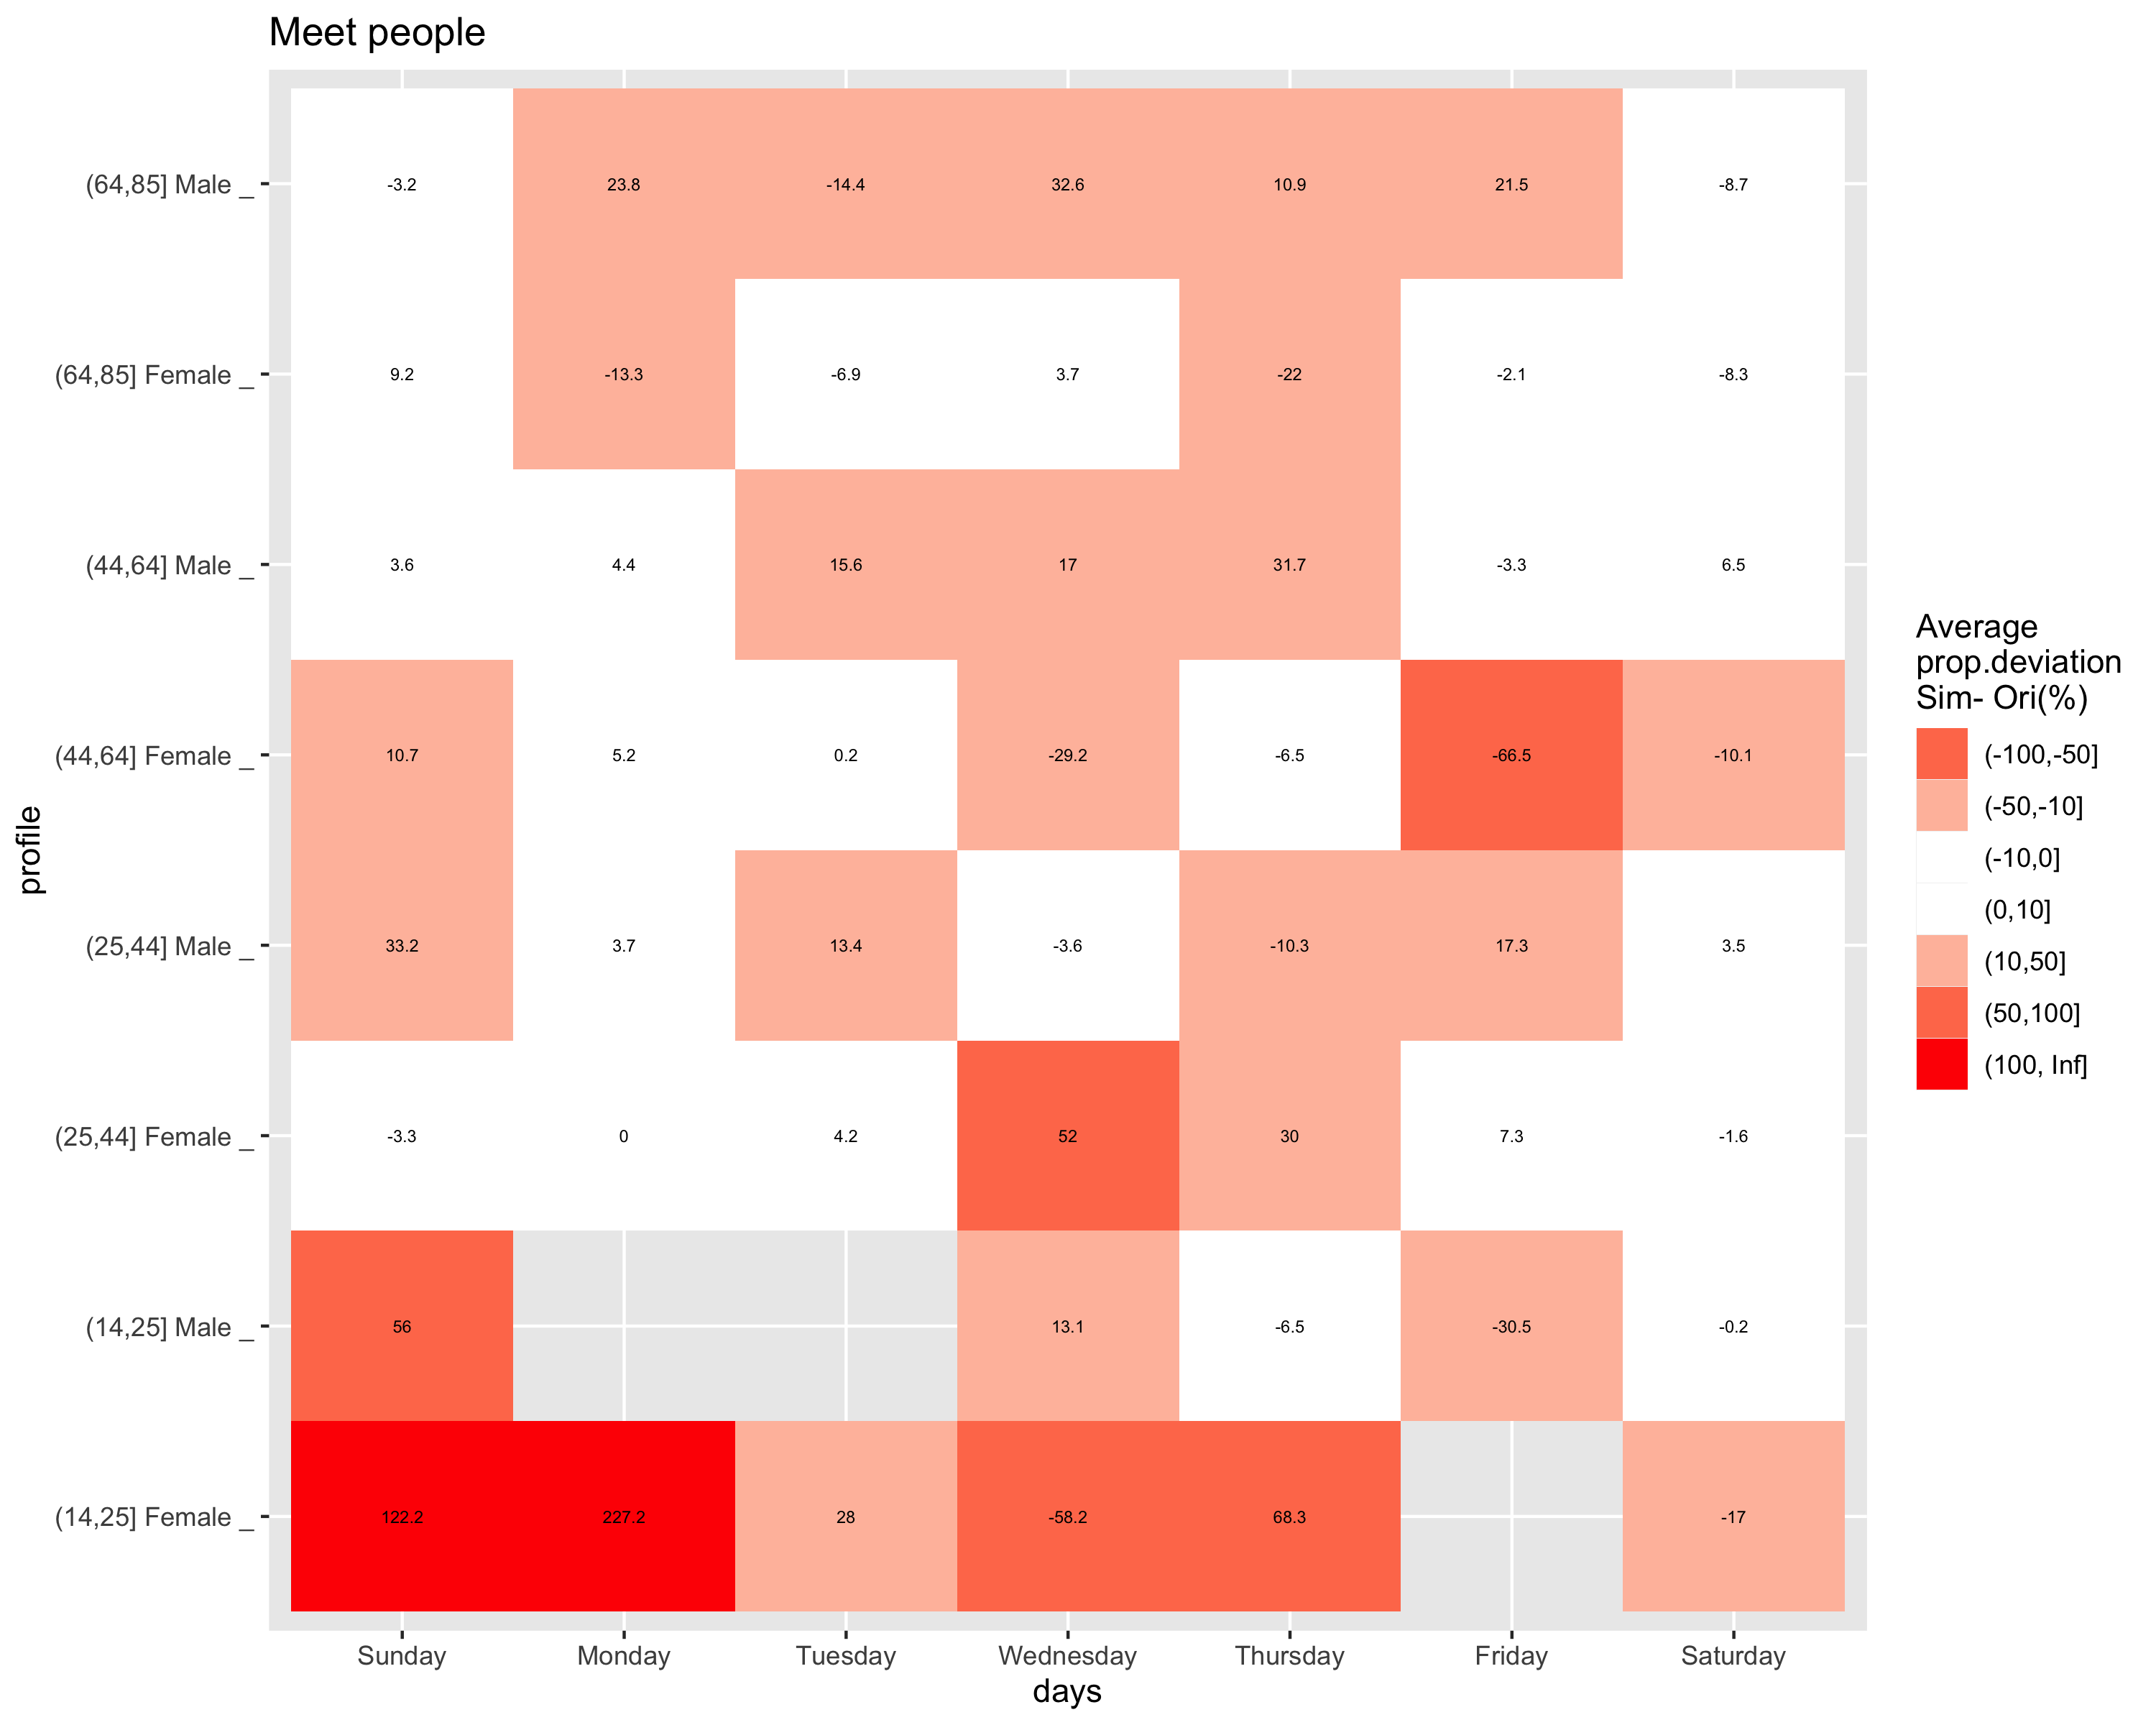 Meet people
(64,85] Male _ -3.2 23.8 -14.4 32.6 10.9 21.5 -8.7
(64,85] Female _ 9.2 -13.3 -6.9 3.7 -22 -2.1 -8.3
(44,64] Male _ 3.6 4.4 15.6 17 31.7 -3.3 6.5
(44,64] Female _ 10.7 5.2 0.2 -29.2 -6.5 -66.5 -10.1
(25,44] Male _ 33.2 3.7 13.4 -3.6 -10.3 17.3 3.5
(25,44] Female _ -3.3 0 4.2 52 30 7.3 -1.6
(14,25] Male _ 56 13.1 -6.5 -30.5 -0.2
(14,25] Female _ 122.2 227.2 28 -58.2 68.3 -17
Sunday Monday Tuesday Wednesday Thursday Friday Saturday
days
profile
Average
prop.deviation
Sim- Ori(%)
(-100,-50]
(-50,-10]
(-10,0]
(0,10]
(10,50]
(50,100]
(100, Inf]